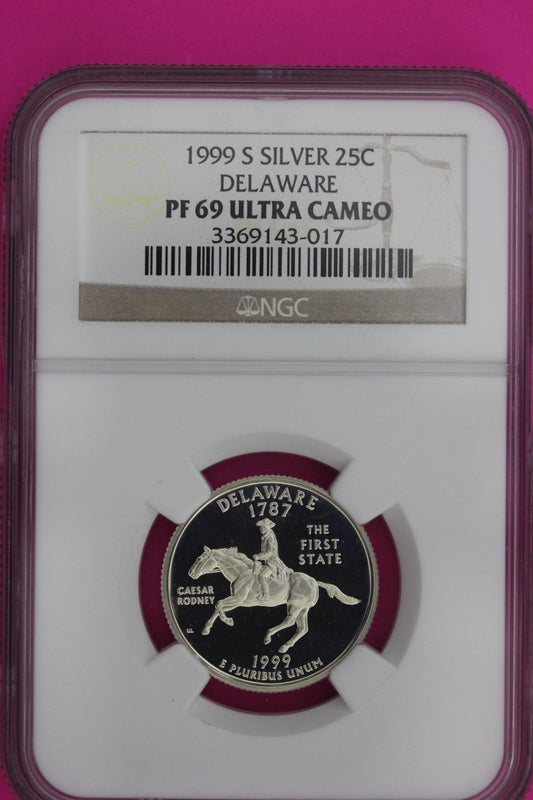 1999 S SILVER 25C
DELAWARE
PF 69 ULTRA CAMEO
3369143-017
NGC
DELAWARE
1787
THE
FIRST
STATE
CAESAR
RODNEY
1999
E PLURIBUS UNUM